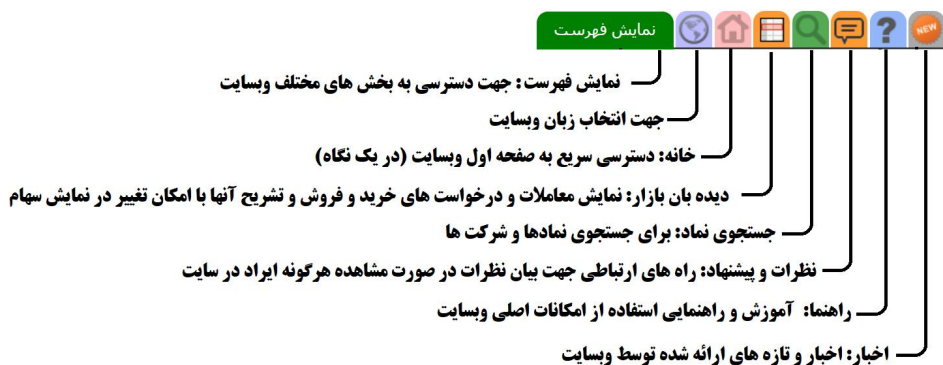 نمایش فهرست
NEW
نمایش فهرست: جهت دسترسی به بخش های مختلف وبسایت
جهت انتخاب زبان وبسایت
خانه: دسترسی سریع به صفحه اول وبسایت (در یک نگاه)
دیده بان بازار: نمایش معاملات و درخواست های خرید و فروش و تشریح آنها با امکان تغییر در نمایش سهام
جستجوی نماد: برای جستجوی نمادها و شرکت ها
نظرات و پیشنهاد: راه های ارتباطی جهت بیان نظرات در صورت مشاهده هرگونه ایراد در سایت
راهنما: آموزش و راهنمایی استفاده از امکانات اصلی وبسایت
اخبار: اخبار و تازه های ارائه شده توسط وبسایت